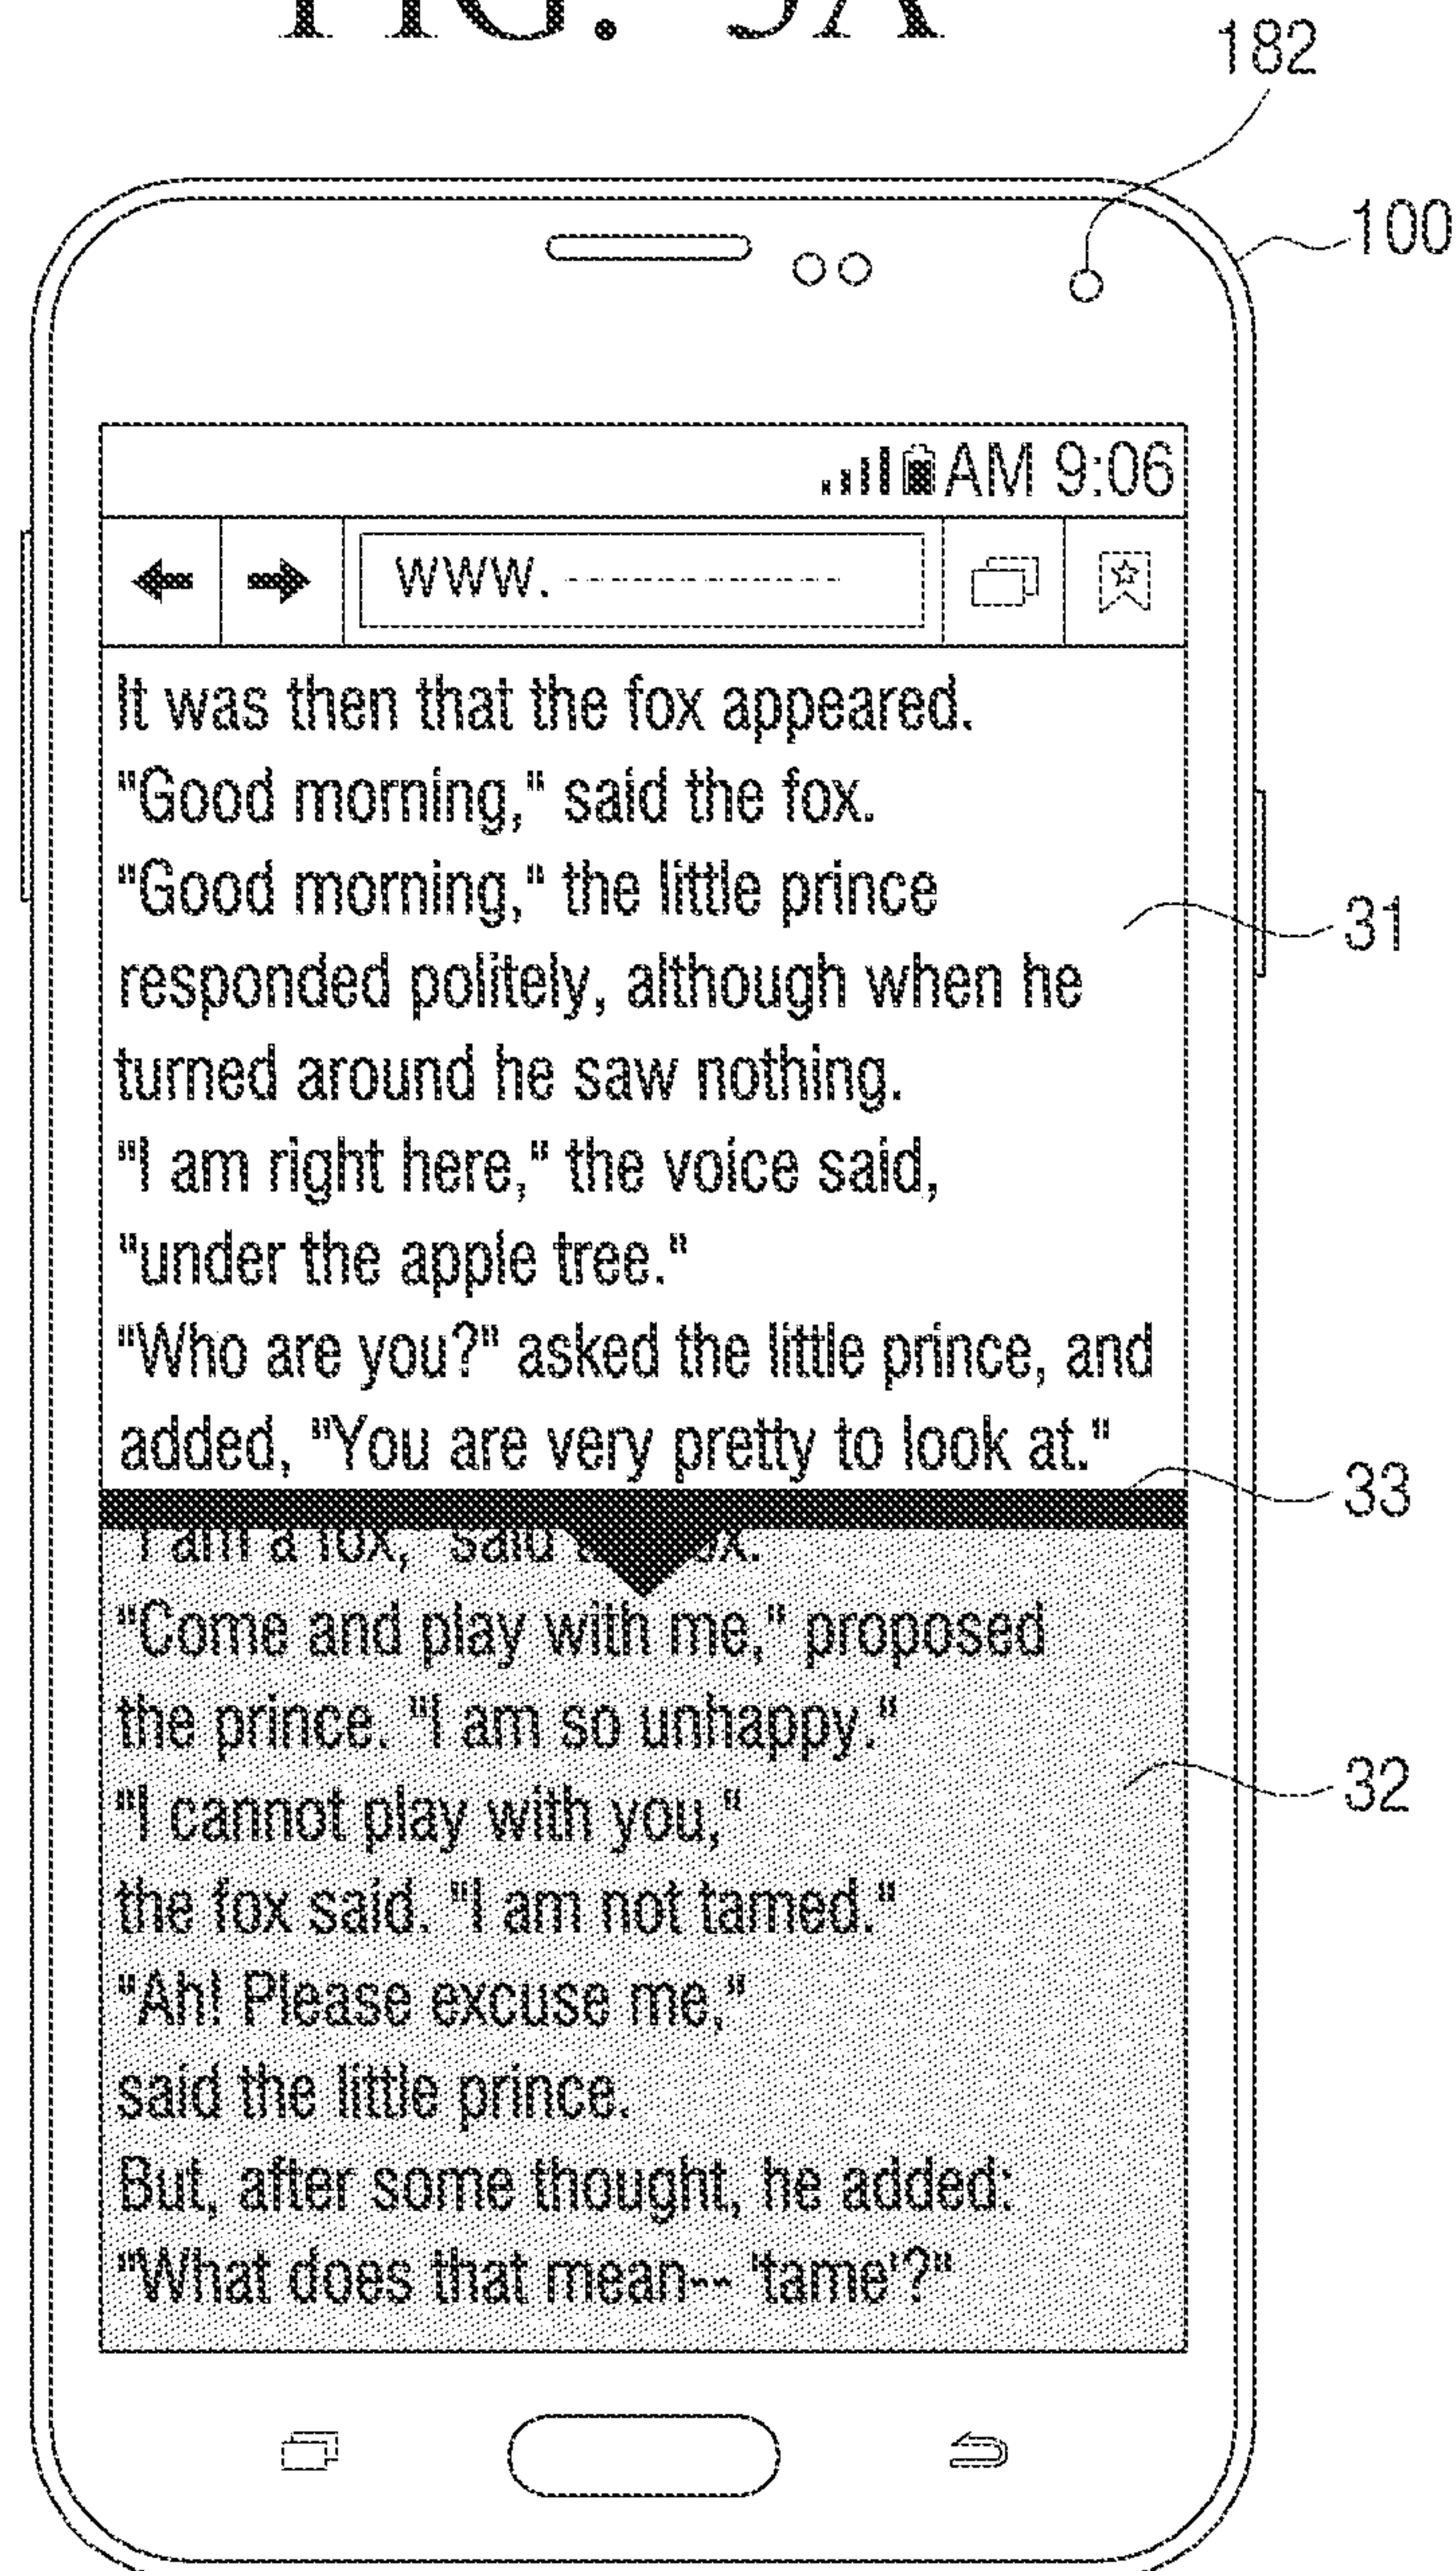 FIG. 3A
182
100
AM 9:06
www.
It was then that the fox appeared.
"Good morning," said the fox.
"Good morning," the little prince
31
responded politely, although when he
turned around he saw nothing.
"I am right here," the voice said,
"under the apple tree."
"Who are you?" asked the little prince, and
added, "You are very pretty to look at."
33
I am a fox," said
"Come and play with me," proposed
the prince. "I am so unhappy."
32
"I cannot play with you,"
the fox said. "I am not tamed."
"Ah! Please excuse me,"
said the little prince.
But, after some thought, he added:
"What does that mean-- 'tame'?"